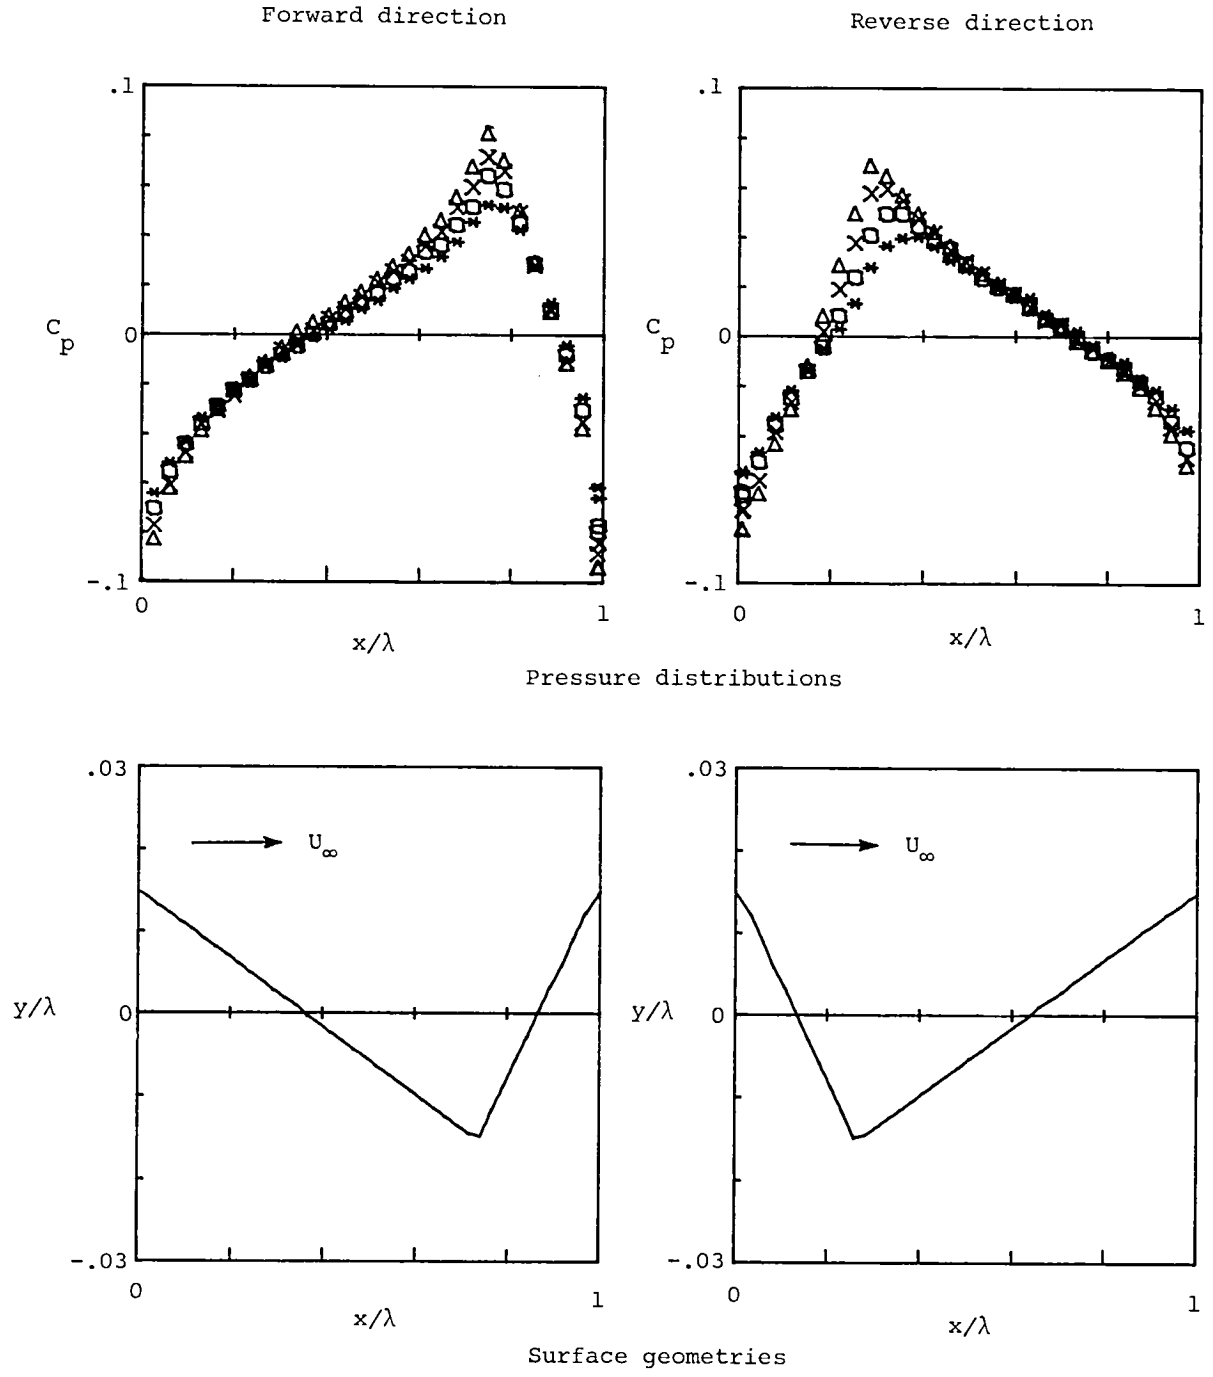 Forward direction
Reverse direction
.1
C
p
0
-.1
0
1
x/λ
.1
C
p
0
-.1
0
1
x/λ
Pressure distributions
.03
U∞
y/λ
0
-.03
0
1
x/λ
.03
U∞
y/λ
0
-.03
0
1
x/λ
Surface geometries